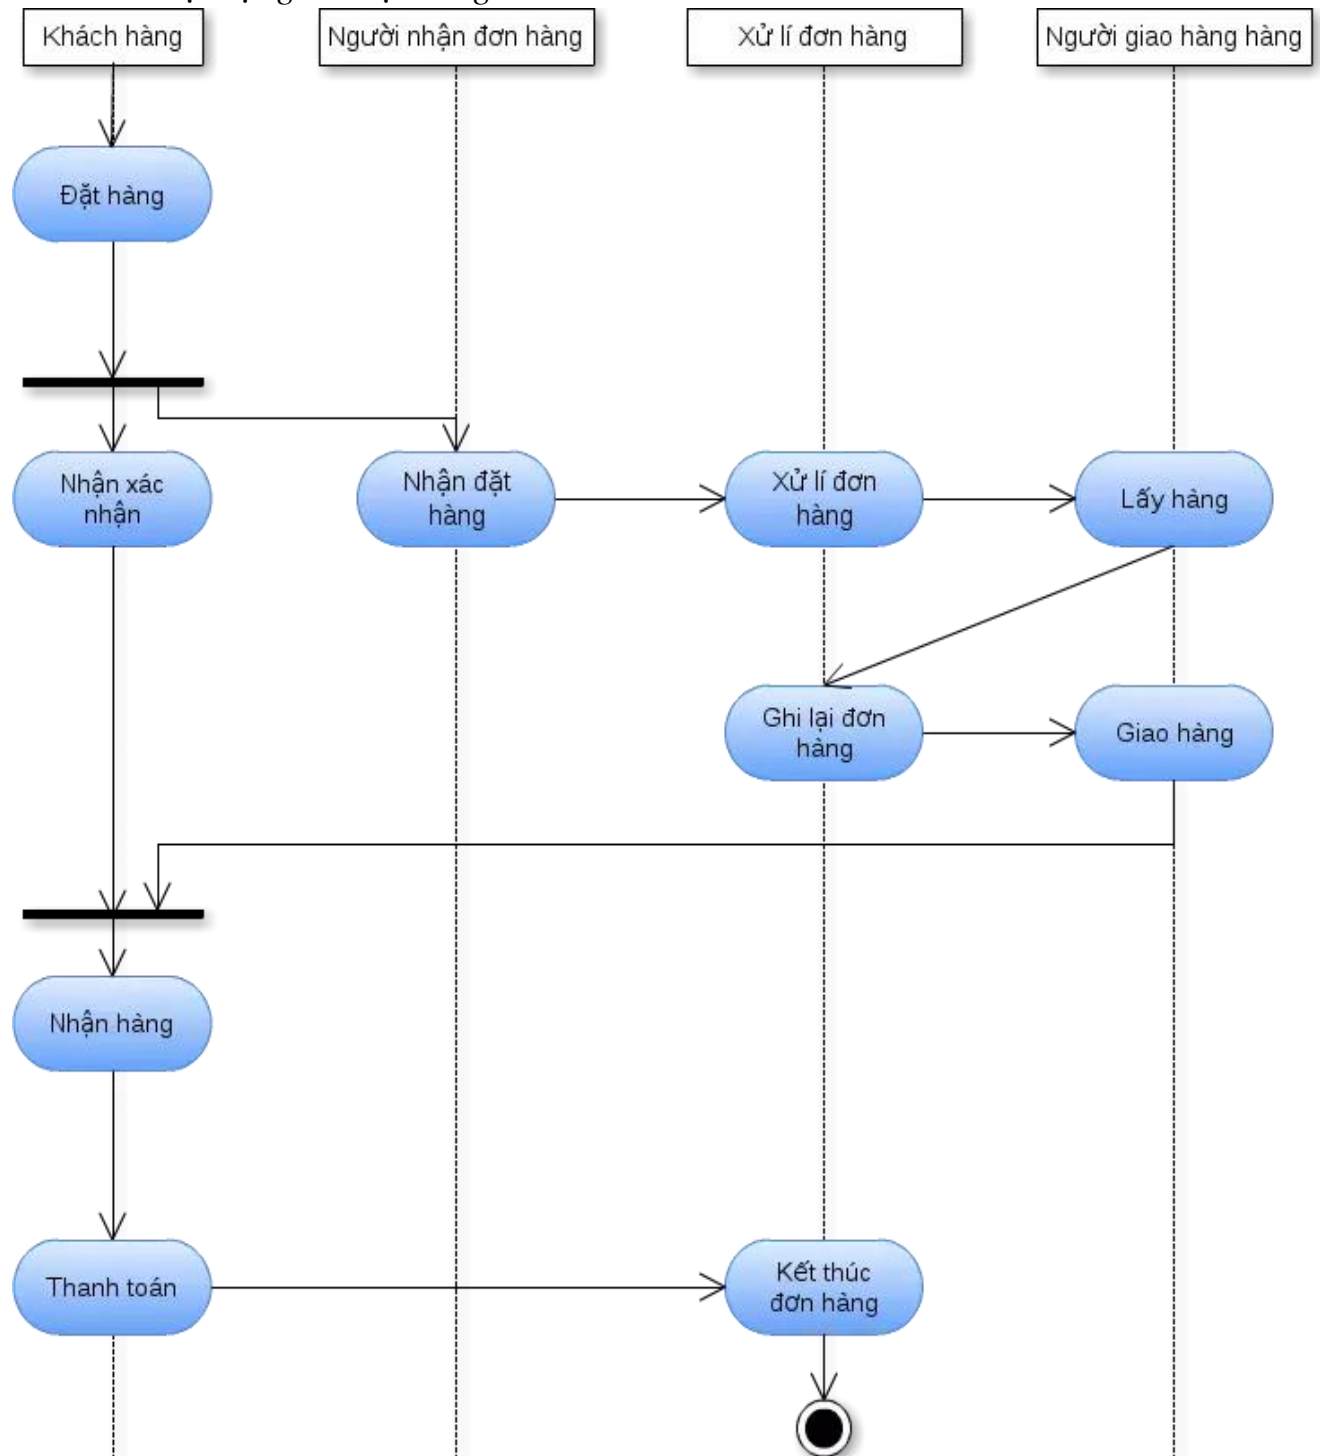 Khách hàng
Người nhận đơn hàng
Xử lí đơn hàng
Người giao hàng hàng
Đặt hàng
Nhận xác
nhận
Nhận đặt
hàng
Xử lí đơn
hàng
Lấy hàng
Ghi lại đơn
hàng
Giao hàng
Nhận hàng
Thanh toán
Kết thúc
đơn hàng